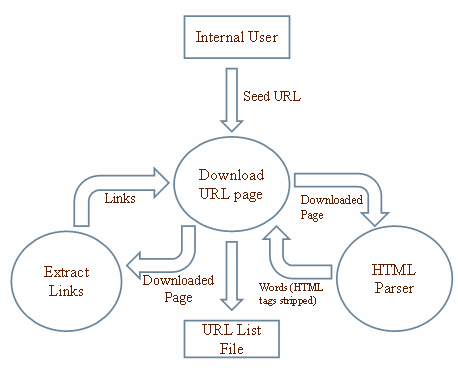 Internal User
Seed URL
Download
URL page
Links
Downloaded
Page
Extract
Links
Downloaded
Page
Words (HTML
tags stripped)
HTML
Parser
URL List
File